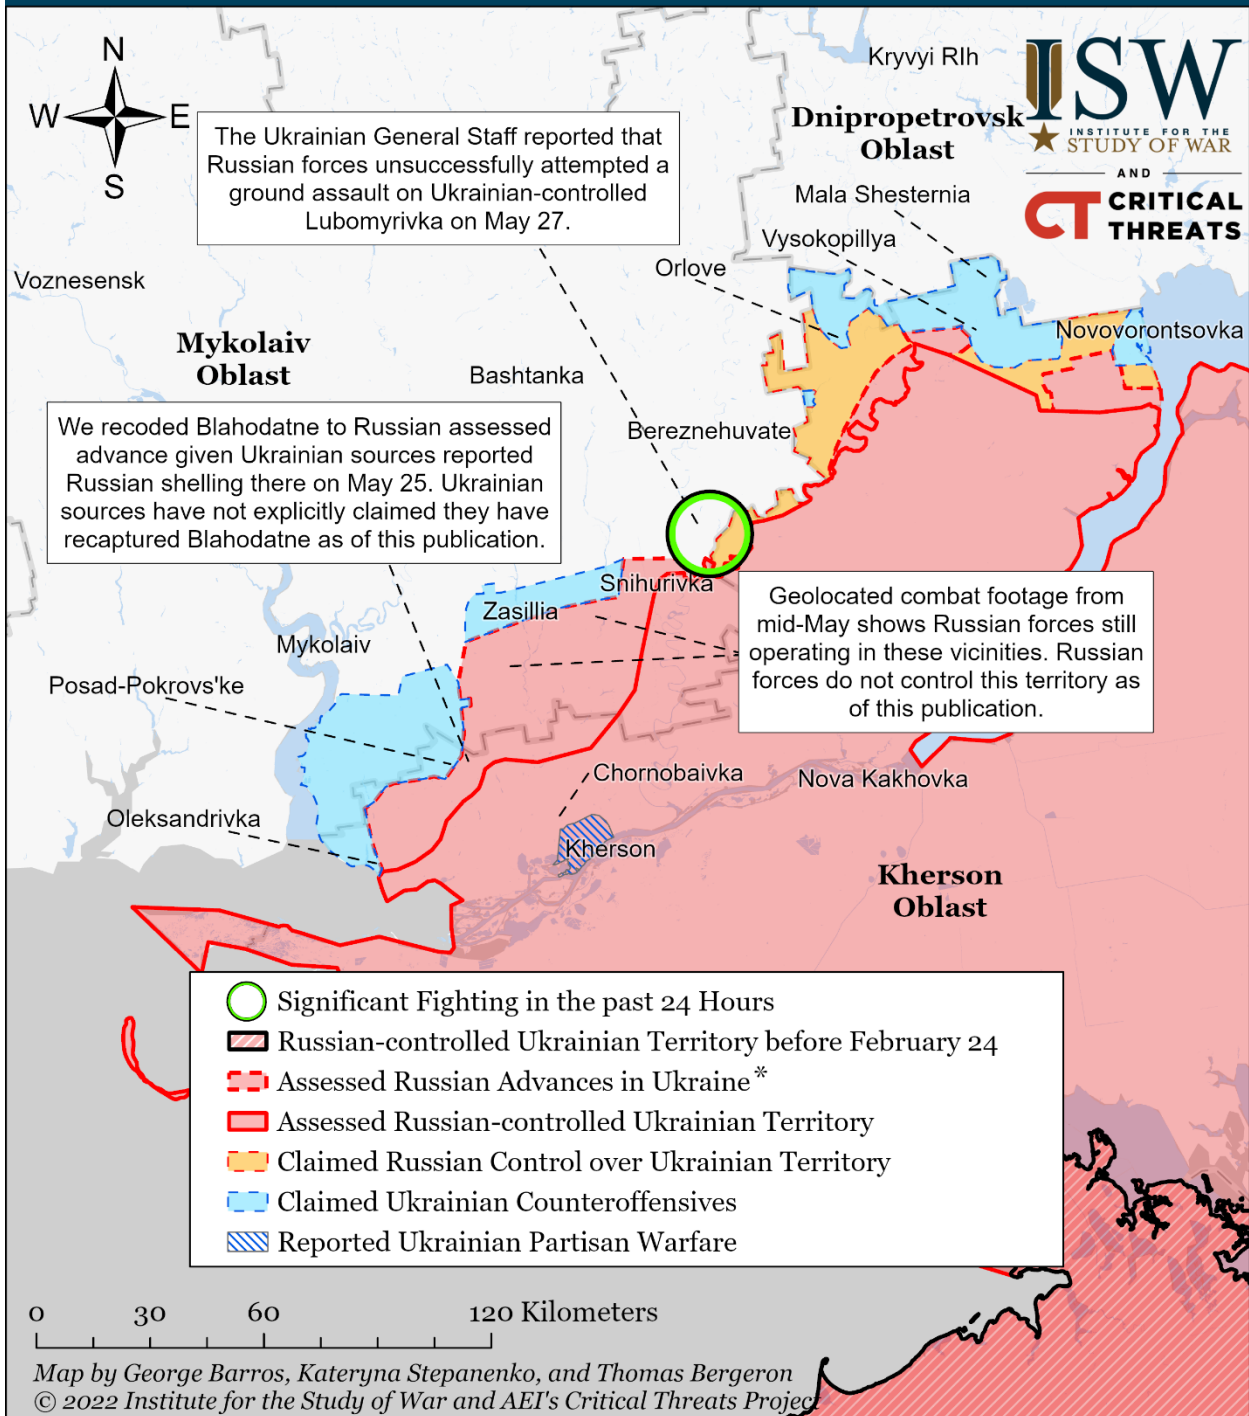 N
W
E
S
Kryvyi RIh
ISW
INSTITUTE FOR THE
STUDY OF WAR
AND
CT CRITICAL
THREATS
Dnipropetrovsk
Oblast
The Ukrainian General Staff reported that
Russian forces unsuccessfully attempted a
ground assault on Ukrainian-controlled
Lubomyrivka on May 27.
Mala Shesternia
Vysokopillya
Orlove
Voznesensk
Novovorontsovka
Mykolaiv
Oblast
Bashtanka
We recoded Blahodatne to Russian assessed
advance given Ukrainian sources reported
Russian shelling there on May 25. Ukrainian
sources have not explicitly claimed they have
recaptured Blahodatne as of this publication.
Bereznehuvate
Snihurivka
Zasillia
Geolocated combat footage from
mid-May shows Russian forces still
operating in these vicinities. Russian
forces do not control this territory as
of this publication.
Mykolaiv
Posad-Pokrovs'ke
Chornobaivka
Nova Kakhovka
Oleksandrivka
Kherson
Kherson
Oblast
Significant Fighting in the past 24 Hours
Russian-controlled Ukrainian Territory before February 24
Assessed Russian Advances in Ukraine*
Assessed Russian-controlled Ukrainian Territory
Claimed Russian Control over Ukrainian Territory
Claimed Ukrainian Counteroffensives
Reported Ukrainian Partisan Warfare
0 30 60 120 Kilometers
Map by George Barros, Kateryna Stepanenko, and Thomas Bergeron
© 2022 Institute for the Study of War and AEI's Critical Threats Project